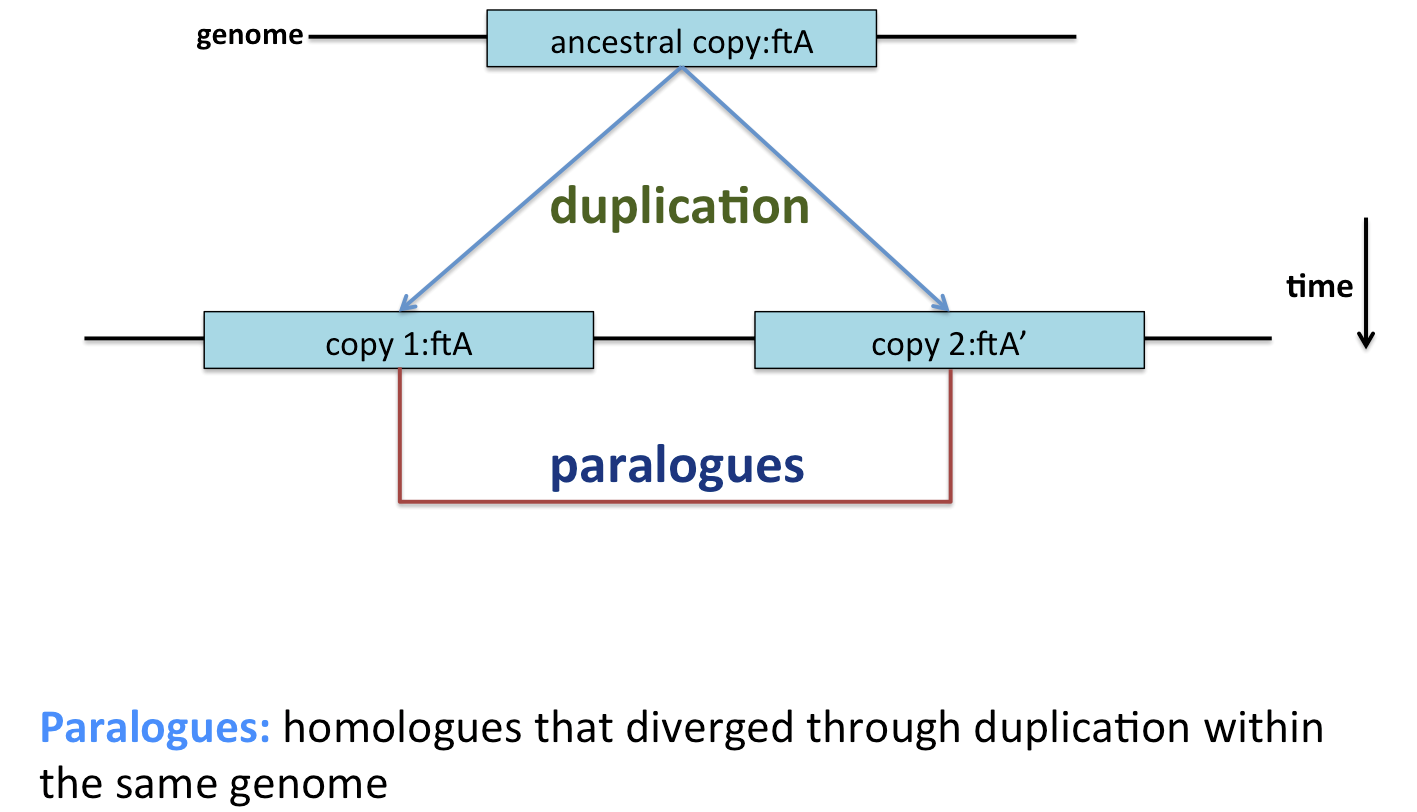 genome
ancestral copy:ftA
duplication
time
copy 1:ftA
copy 2:ftA’
paralogues
Paralogues: homologues that diverged through duplication within
the same genome